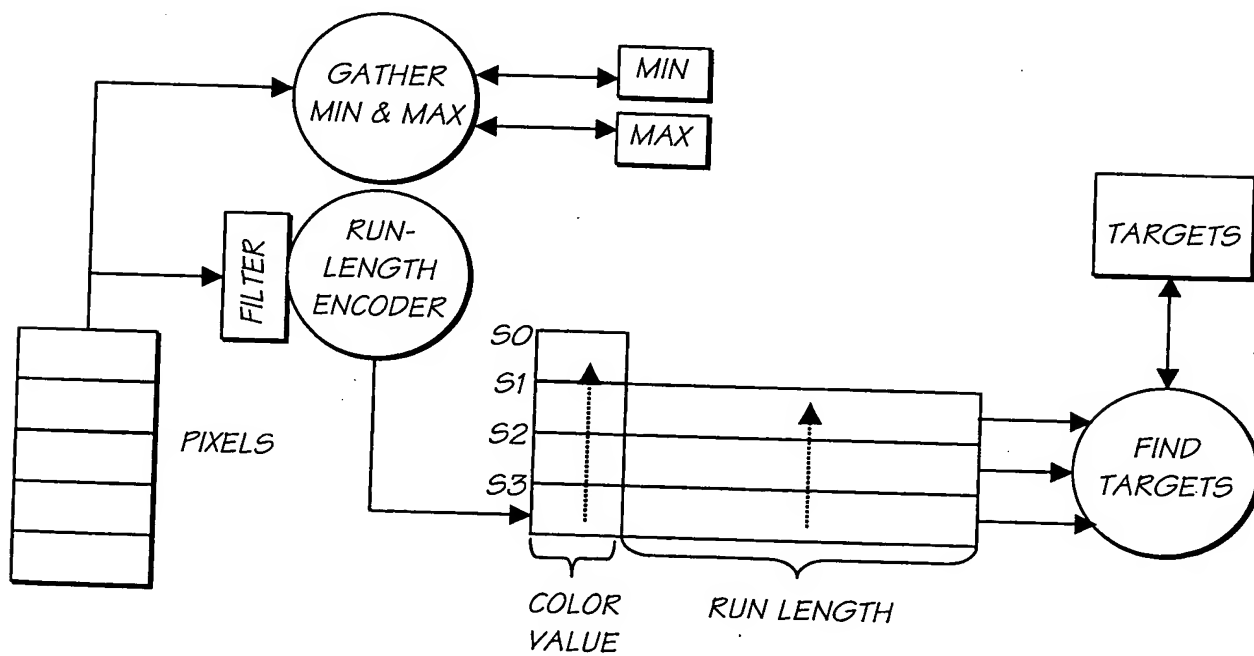 GATHER
MIN & MAX
MIN
MAX
FILTER
RUN-
LENGTH
ENCODER
TARGETS
PIXELS
S0
S1
S2
S3
FIND
TARGETS
COLOR
VALUE
RUN LENGTH